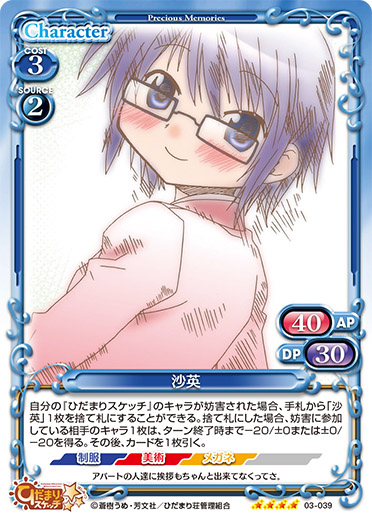 Precious Memories
Character
COST
3
SOURCE
2
40 AP
DP 30
沙英
自分の『ひだまりスケッチ』のキャラが妨害された場合、手札から「沙
英」1枚を捨て札にすることができる。捨て札にした場合、妨害に参加
している相手のキャラ1枚は、ターン終了時まで−20/±0または±0/
−20を得る。その後、カードを1枚引く。
制服 美術 メガネ
アパートの人達に挨拶もちゃんと出来てなくってさ。
ひだまりスケッチ
©蒼樹うめ・芳文社/ひだまり荘管理組合
★★★★ 03-039